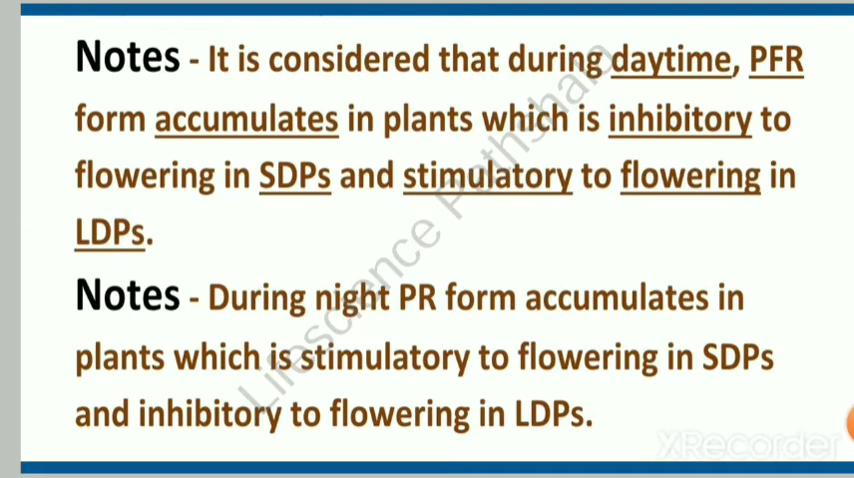 Notes - It is considered that during daytime, PFR
form accumulates in plants which is inhibitory to
flowering in SDPs and stimulatory to flowering in
LDPs.
Notes - During night PR form accumulates in
plants which is stimulatory to flowering in SDPs
and inhibitory to flowering in LDPs.
Lifescience Pathshala
XRecorder